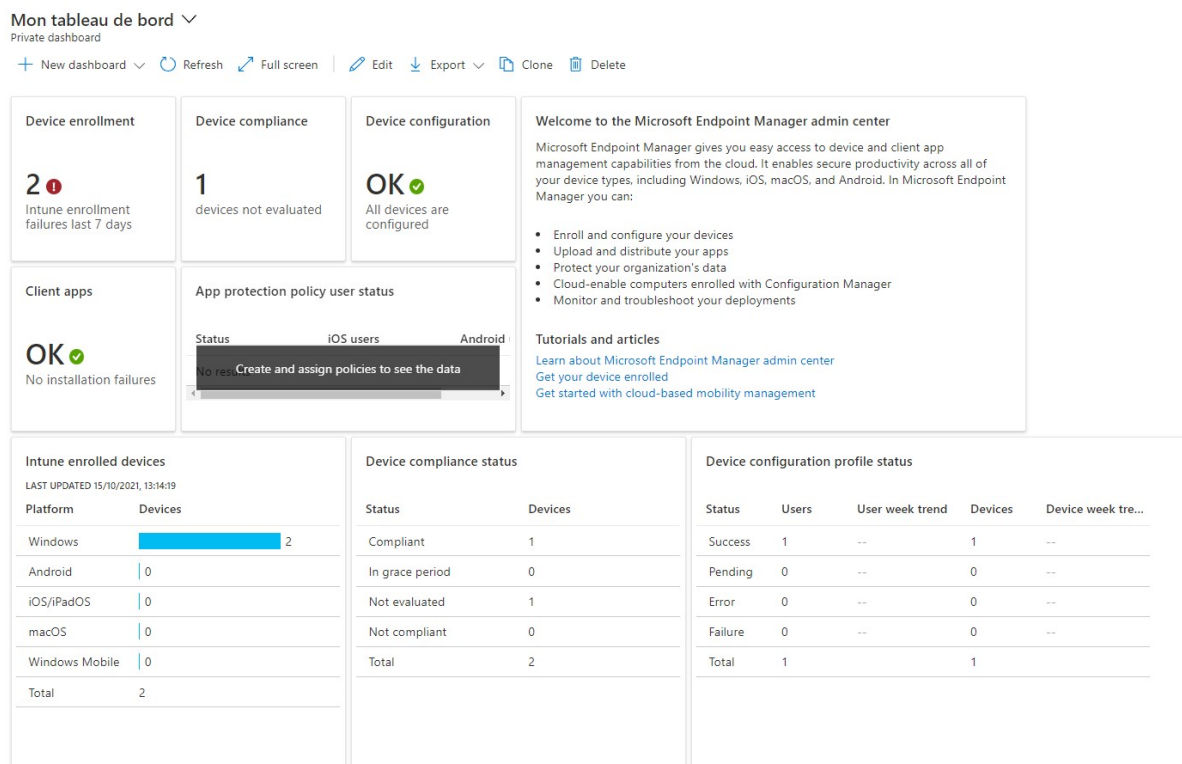 Mon tableau de bord
Private dashboard
New dashboard Refresh Full screen Edit Export Clone Delete
Device enrollment
2
Intune enrollment
failures last 7 days
Device compliance
1
devices not evaluated
Device configuration
OK
All devices are
configured
Welcome to the Microsoft Endpoint Manager admin center
Microsoft Endpoint Manager gives you easy access to device and client app
management capabilities from the cloud. It enables secure productivity across all of
your device types, including Windows, iOS, macOS, and Android. In Microsoft Endpoint
Manager you can:
• Enroll and configure your devices
• Upload and distribute your apps
• Protect your organization's data
• Cloud-enable computers enrolled with Configuration Manager
• Monitor and troubleshoot your deployments
Tutorials and articles
Learn about Microsoft Endpoint Manager admin center
Get your device enrolled
Get started with cloud-based mobility management
Client apps
OK
No installation failures
App protection policy user status
Status iOS users Android
No results
Create and assign policies to see the data
Intune enrolled devices
LAST UPDATED 15/10/2021, 13:14:19
Platform Devices
Windows 2
Android 0
iOS/iPadOS 0
macOS 0
Windows Mobile 0
Total 2
Device compliance status
Status Devices
Compliant 1
In grace period 0
Not evaluated 1
Not compliant 0
Total 2
Device configuration profile status
Status Users User week trend Devices Device week tre...
Success 1 -- 1 --
Pending 0 -- 0 --
Error 0 -- 0 --
Failure 0 -- 0 --
Total 1 1